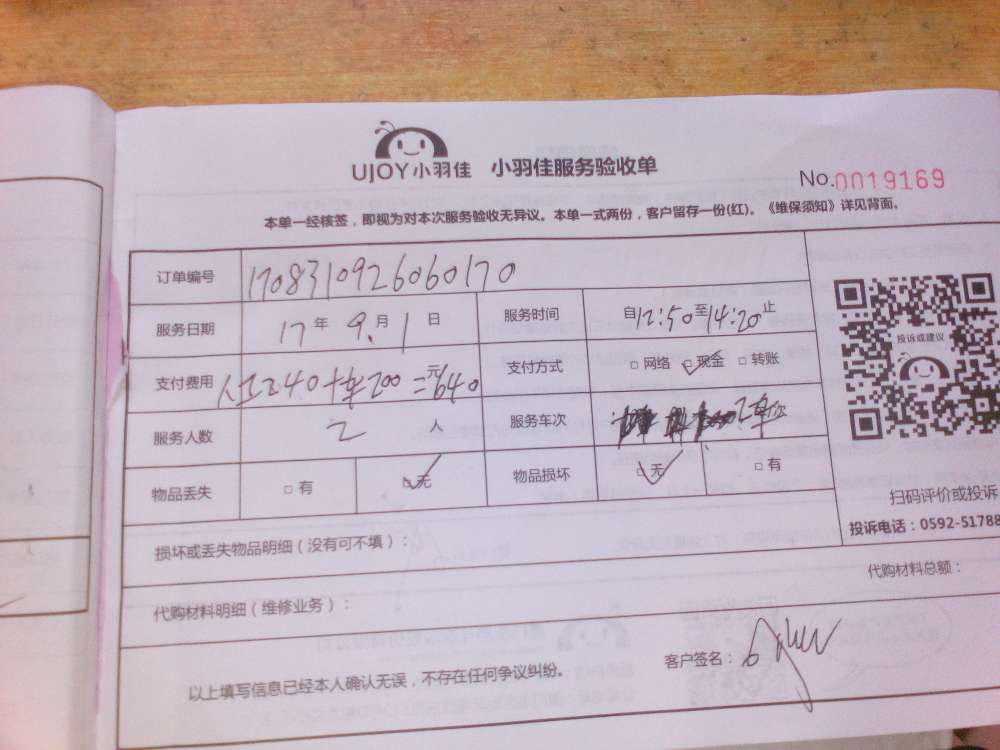 UJOY小羽佳 小羽佳服务验收单
No.0019169
本单一经核签，即视为对本次服务验收无异议。本单一式两份，客户留存一份(红)。《维保须知》详见背面。
订单编号 1708310926060170
服务日期 17年 9月 1日 服务时间 自12:50至14:20止
支付费用 240+车200=元640 支付方式 □网络 □现金 □转账
投诉或建议
服务人数 2 人 服务车次 2车次
物品丢失 □有 □无 物品损坏 □无 □有
扫码评价或投诉
投诉电话：0592-51788
损坏或丢失物品明细（没有可不填）：
代购材料明细（维修业务）： 代购材料总额：
以上填写信息已经本人确认无误，不存在任何争议纠纷。 客户签名：